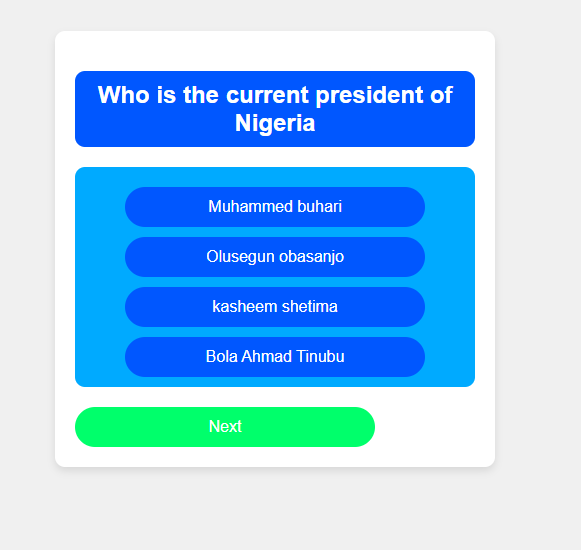 Who is the current president of
Nigeria
Muhammed buhari
Olusegun obasanjo
kasheem shetima
Bola Ahmad Tinubu
Next